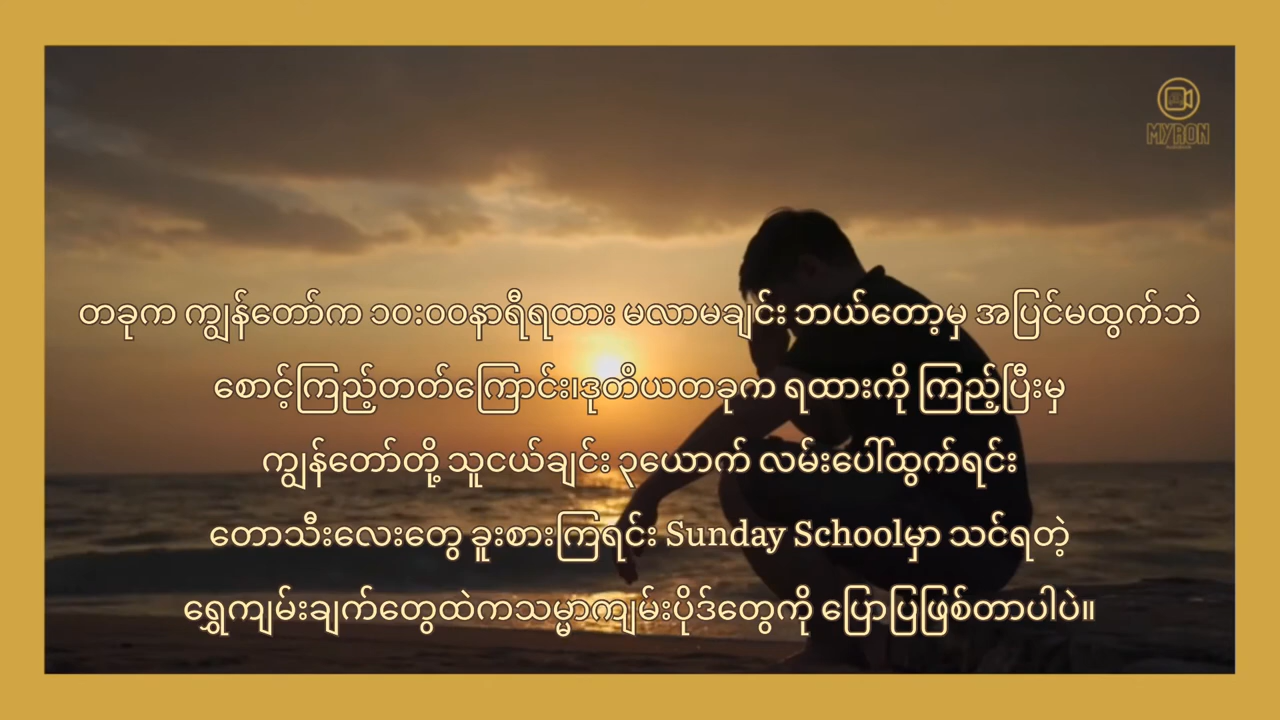 MYRON
တခုက ကျွန်တော်က ၁၀:၀၀နာရီရထား မလာမချင်း ဘယ်တော့မှ အပြင်မထွက်ဘဲ
စောင့်ကြည့်တတ်ကြောင်း၊ဒုတိယတခုက ရထားကို ကြည့်ပြီးမှ
ကျွန်တော်တို့ သူငယ်ချင်း ၃ယောက် လမ်းပေါ်ထွက်ရင်း
တောသီးလေးတွေ ခူးစားကြရင်း Sunday Schoolမှာ သင်ရတဲ့
ရွှေကျမ်းချက်တွေထဲကသမ္မာကျမ်းပိုဒ်တွေကို ပြောပြဖြစ်တာပါပဲ။